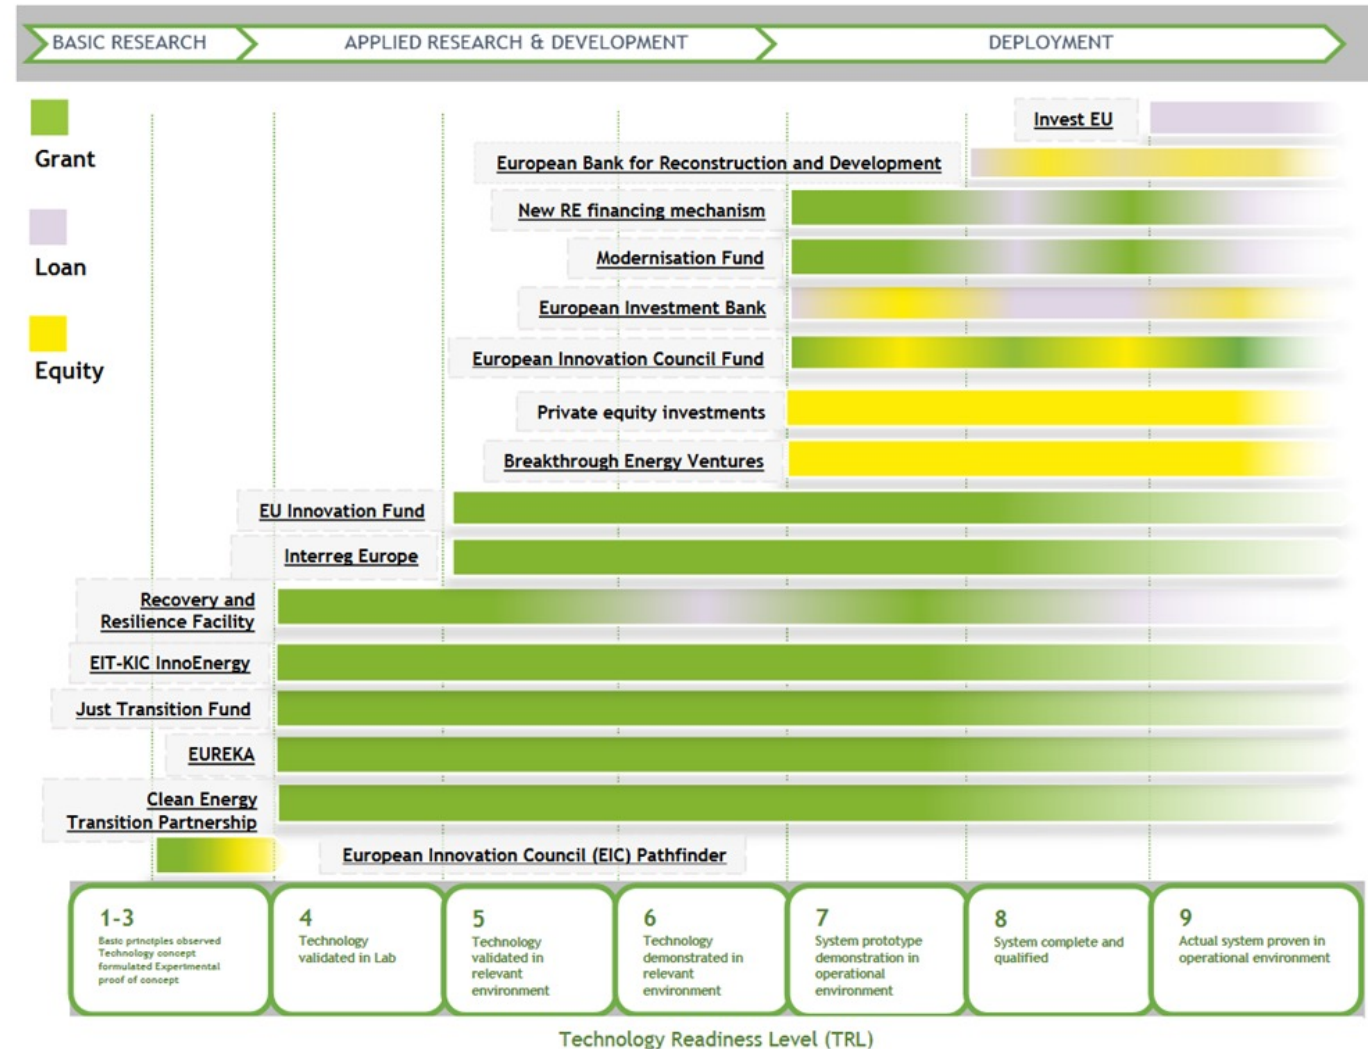 BASIC RESEARCH
APPLIED RESEARCH & DEVELOPMENT
DEPLOYMENT
Grant
Loan
Equity
Invest EU
European Bank for Reconstruction and Development
New RE financing mechanism
Modernisation Fund
European Investment Bank
European Innovation Council Fund
Private equity investments
Breakthrough Energy Ventures
EU Innovation Fund
Interreg Europe
Recovery and
Resilience Facility
EIT-KIC InnoEnergy
Just Transition Fund
EUREKA
Clean Energy
Transition Partnership
European Innovation Council (EIC) Pathfinder
1-3
Basic principles observed
Technology concept
formulated Experimental
proof of concept
4
Technology
validated in Lab
5
Technology
validated in
relevant
environment
6
Technology
demonstrated in
relevant
environment
7
System prototype
demonstration in
operational
environment
8
System complete and
qualified
9
Actual system proven in
operational environment
Technology Readiness Level (TRL)